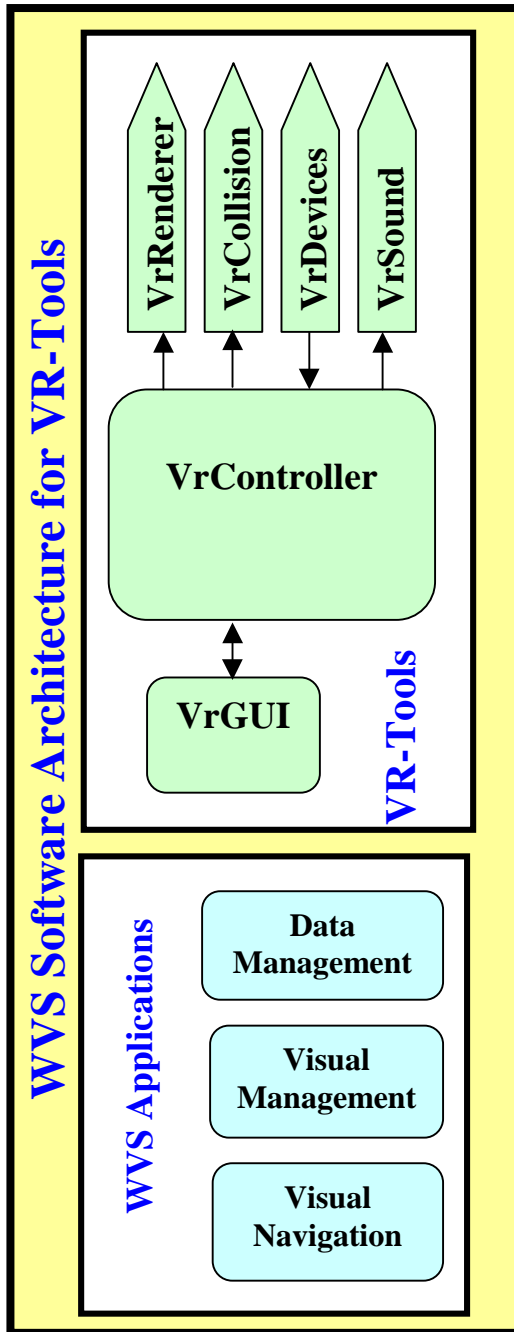 WVS Software Architecture for VR-Tools
VrRenderer
VrCollision
VrDevices
VrSound
VrController
VrGUI
VR-Tools
WVS Applications
Data
Management
Visual
Management
Visual
Navigation